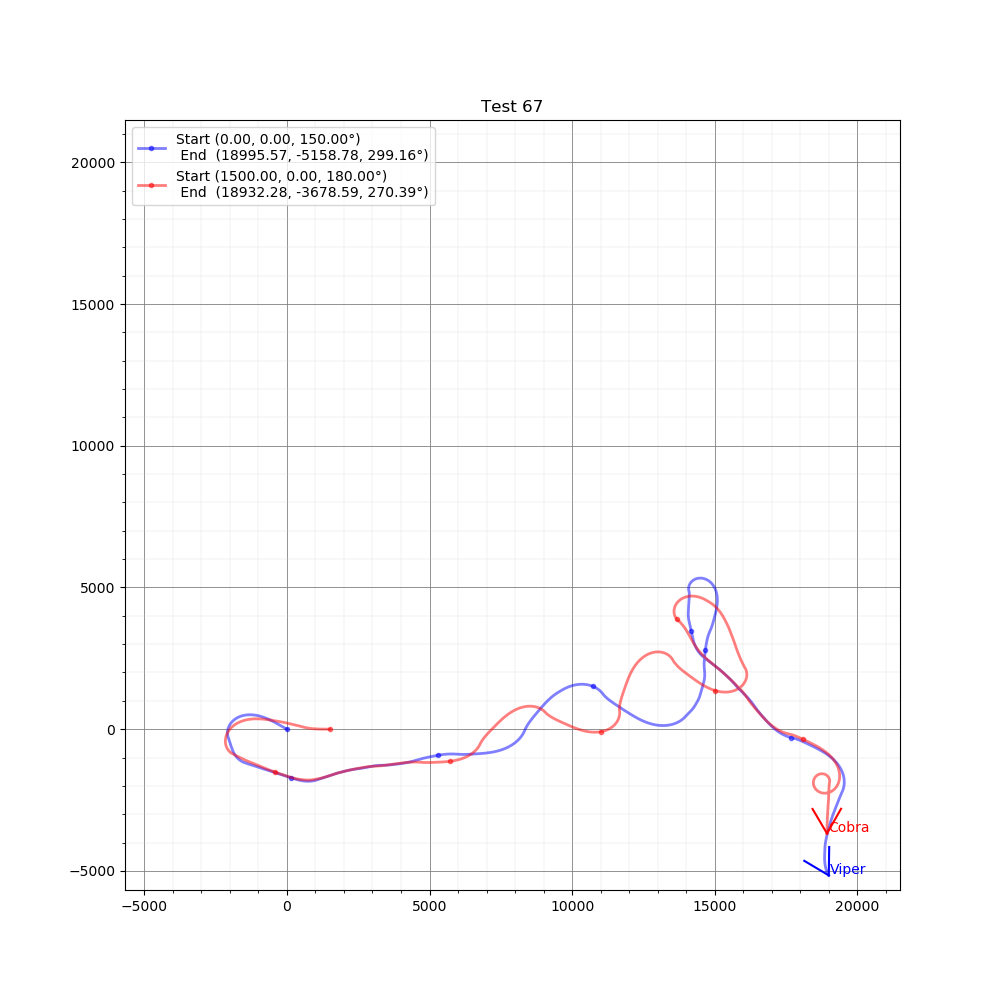 Test 67
Start (0.00, 0.00, 150.00°)
End (18995.57, -5158.78, 299.16°)
Start (1500.00, 0.00, 180.00°)
End (18932.28, -3678.59, 270.39°)
20000
15000
10000
5000
0
−5000
Cobra
Viper
−5000 0 5000 10000 15000 20000